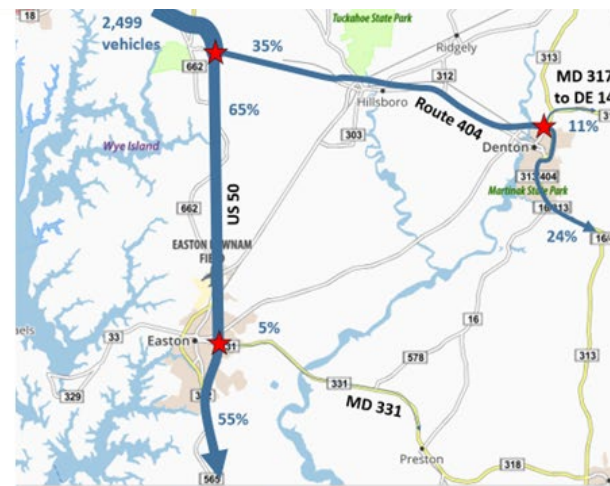 18
2,499
vehicles
Tuckahoe State Park
35%
Ridgely
313
MD 317
to DE 14
662
312
65%
Hillsboro
Route 404
11%
303
Denton
Wye Island
313
404
Martinak State Park
US 50
662
24%
EASTON
FIELD
5%
16
33
Easton
313
578
331
329
MD 331
55%
Preston
318
565